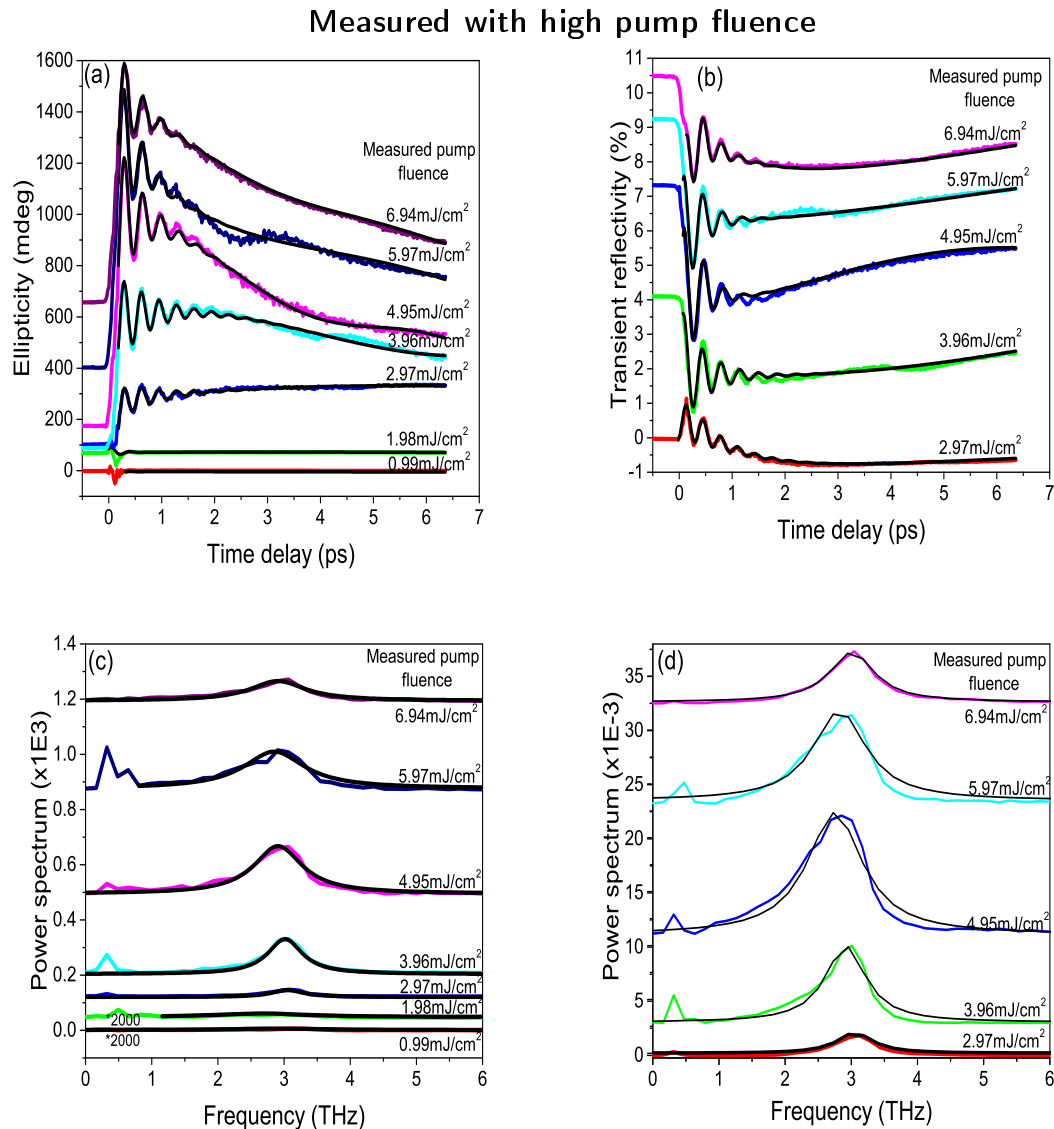 Measured with high pump fluence
(a)
Ellipticity (mdeg)
1600
1400
1200
1000
800
600
400
200
0
Measured pump
fluence
6.94mJ/cm²
5.97mJ/cm²
4.95mJ/cm²
3.96mJ/cm²
2.97mJ/cm²
1.98mJ/cm²
0.99mJ/cm²
0 1 2 3 4 5 6 7
Time delay (ps)
(b)
Transient reflectivity (%)
11
10
9
8
7
6
5
4
3
2
1
0
-1
Measured pump
fluence
6.94mJ/cm²
5.97mJ/cm²
4.95mJ/cm²
3.96mJ/cm²
2.97mJ/cm²
0 1 2 3 4 5 6 7
Time delay (ps)
(c)
Power spectrum (x1E3)
1.4
1.2
1.0
0.8
0.6
0.4
0.2
0.0
Measured pump
fluence
6.94mJ/cm²
5.97mJ/cm²
4.95mJ/cm²
3.96mJ/cm²
2.97mJ/cm²
1.98mJ/cm²
*2000
*2000
0.99mJ/cm²
0 1 2 3 4 5 6
Frequency (THz)
(d)
Power spectrum (x1E-3)
35
30
25
20
15
10
5
0
Measured pump
fluence
6.94mJ/cm²
5.97mJ/cm²
4.95mJ/cm²
3.96mJ/cm²
2.97mJ/cm²
0 1 2 3 4 5 6
Frequency (THz)